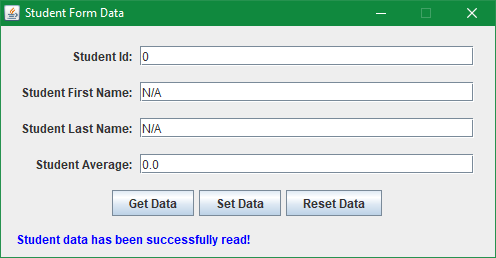 Student Form Data
Student Id: 0
Student First Name: N/A
Student Last Name: N/A
Student Average: 0.0
Get Data Set Data Reset Data
Student data has been successfully read!